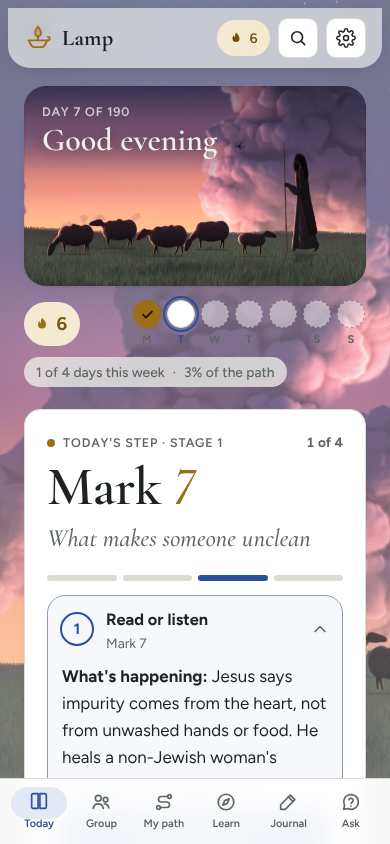 Lamp
6
DAY 7 OF 190
Good evening
6
M T W T F S S
1 of 4 days this week · 3% of the path
TODAY'S STEP · STAGE 1
1 of 4
Mark 7
What makes someone unclean
1
Read or listen
Mark 7
What's happening: Jesus says
impurity comes from the heart, not
from unwashed hands or food. He
heals a non-Jewish woman's
Today
Group
My path
Learn
Journal
Ask